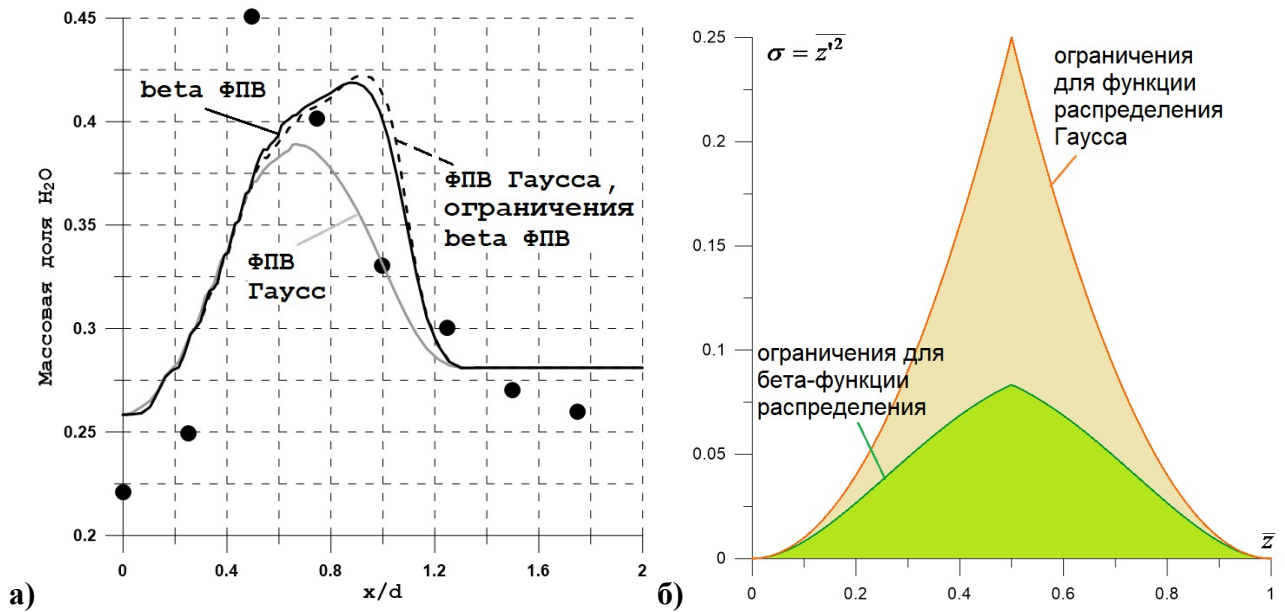 0.45
0.4
0.35
0.3
0.25
0.2
Массовая доля H₂O
beta ФПВ
ФПВ Гаусса,
ограничения
beta ФПВ
ФПВ
Гаусс
0
0.4
0.8
1.2
1.6
2
x/d
а)
0.25
0.2
0.15
0.1
0.05
0
σ = z'²
ограничения
для функции
распределения
Гаусса
ограничения для
бета-функции
распределения
z
0
0.2
0.4
0.6
0.8
1
б)